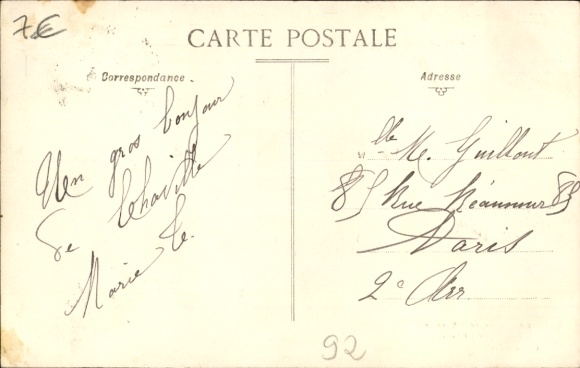 7€
CARTE POSTALE
Correspondance
Adresse
Un gros bonjour
de Chaville
Marie L.
Mlle M. Guillout
85 Rue Réaumur 85
Paris
2e Arr
92